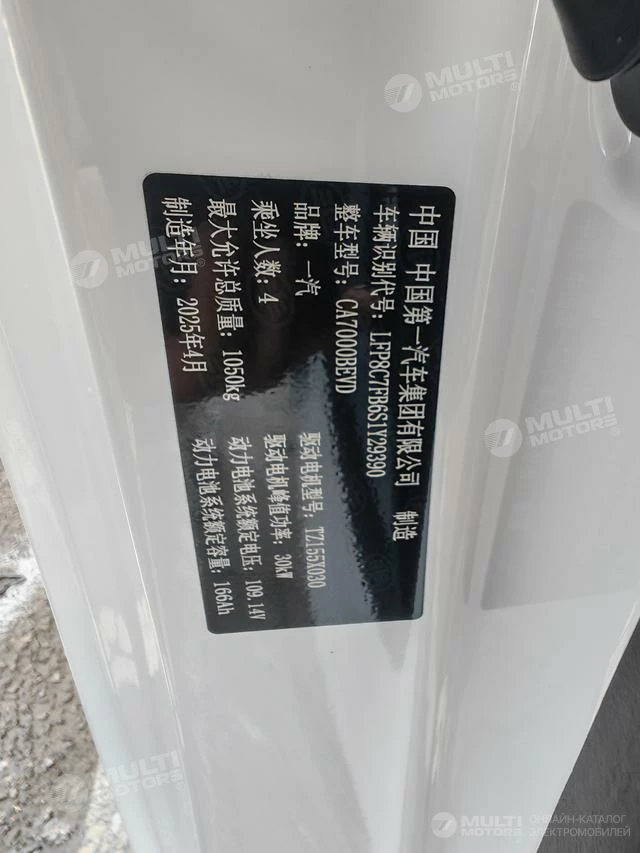 中国 中国第一汽车集团有限公司 制造
车辆识别代号: LFP8C7FB6S1Y29390
整车型号: CA7000BEVD
品牌: 一汽
驱动电机型号: TZ155X030
乘坐人数: 4
驱动电机峰值功率: 30kW
最大允许总质量: 1050kg
动力电池系统额定电压: 109.14V
制造年月: 2025年4月
动力电池系统额定容量: 166Ah
MULTI MOTORS®
MULTI MOTORS
MULTI MOTORS
MULTI MOTORS
MULTI MOTORS
MULTI MOTORS
ОНЛАЙН-КАТАЛОГ
ЭЛЕКТРОМОБИЛЕЙ